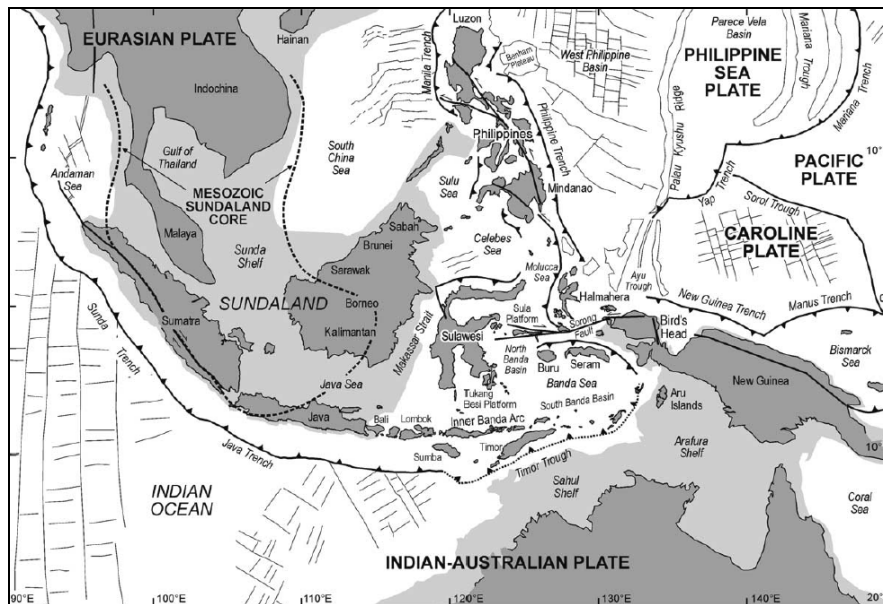 EURASIAN PLATE
Hainan
Luzon
Indochina
Manila Trench
Benham
Plateau
West Philippine
Basin
Parece Vela
Basin
Mariana
Trough
Mariana Trench
PHILIPPINE
SEA
PLATE
Palau Kyushu Ridge
Philippine Trench
Philippines
South
China
Sea
Gulf of
Thailand
Andaman
Sea
MESOZOIC
SUNDALAND
CORE
Sulu
Sea
Mindanao
Yap
Trench
Sorol Trough
PACIFIC
PLATE
10°
CAROLINE
PLATE
Malaya
Sunda
Shelf
Sabah
Brunei
Sarawak
Celebes
Sea
Molucca
Sea
Ayu
Trough
Halmahera
New Guinea Trench
Manus Trench
0°
SUNDALAND
Borneo
Kalimantan
Makassar Strait
Sumatra
Sunda
Trench
Sula
Platform
Sorong
Fault
Bird's
Head
Sulawesi
North
Banda
Basin
Buru
Seram
Banda Sea
Bismarck
Sea
New Guinea
Java Sea
Tukang
Besi Platform
South Banda Basin
Aru
Islands
Java
Bali
Lombok
Inner Banda Arc
Sumba
Timor
Timor Trough
Java Trench
Arafura
Shelf
10°
Sahul
Shelf
INDIAN
OCEAN
Coral
Sea
INDIAN-AUSTRALIAN PLATE
90°E
100°E
110°E
120°E
130°E
140°E
20°